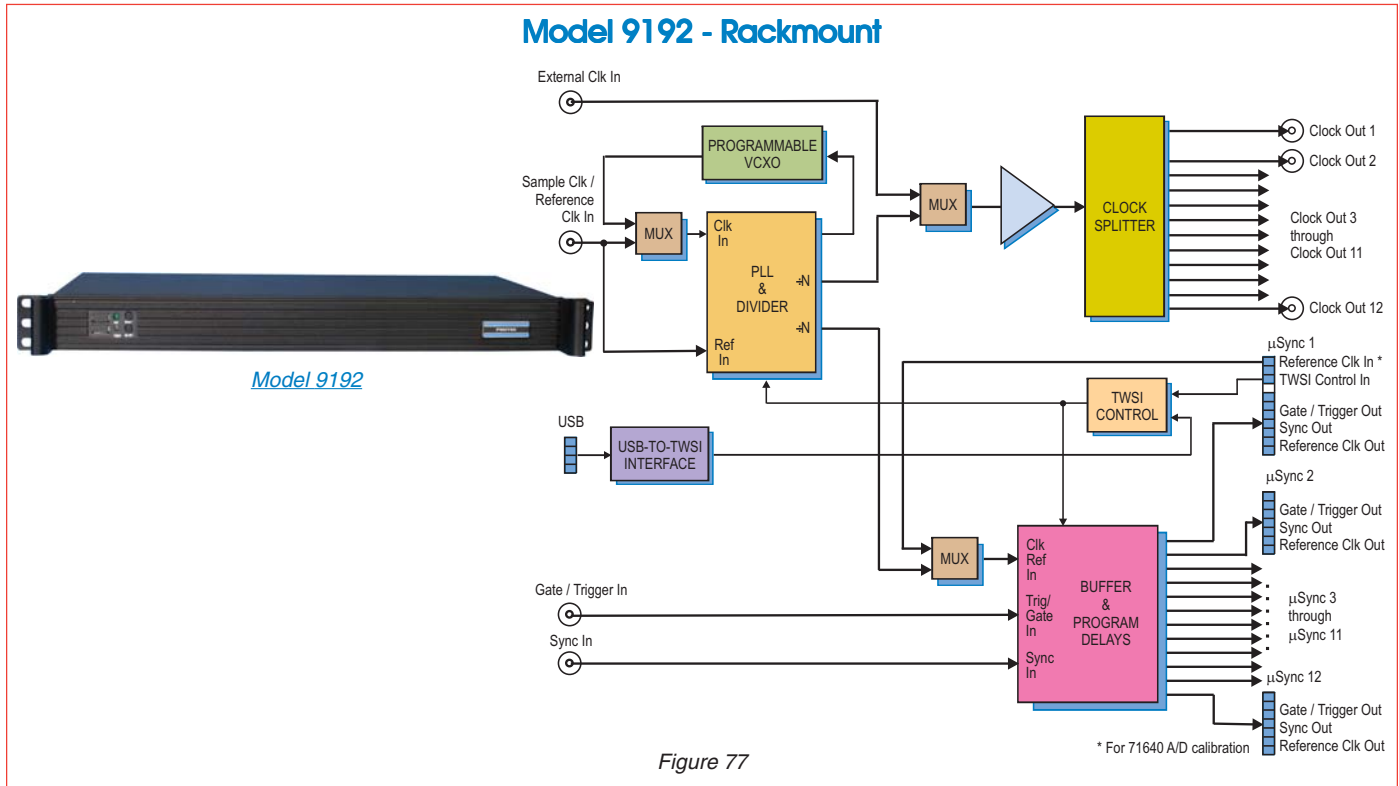 Model 9192 - Rackmount
External Clk In
PROGRAMMABLE
VCXO
Sample Clk /
Reference
Clk In
MUX
Clk
In
PLL
&
DIVIDER
÷N
÷N
Ref
In
MUX
CLOCK
SPLITTER
Clock Out 1
Clock Out 2
Clock Out 3
through
Clock Out 11
Clock Out 12
Model 9192
USB
USB-TO-TWSI
INTERFACE
TWSI
CONTROL
μSync 1
Reference Clk In *
TWSI Control In
Gate / Trigger Out
Sync Out
Reference Clk Out
μSync 2
Gate / Trigger Out
Sync Out
Reference Clk Out
MUX
Gate / Trigger In
Sync In
Clk
Ref
In
Trig/
Gate
In
Sync
In
BUFFER
&
PROGRAM
DELAYS
μSync 3
through
μSync 11
μSync 12
Gate / Trigger Out
Sync Out
Reference Clk Out
* For 71640 A/D calibration
Figure 77